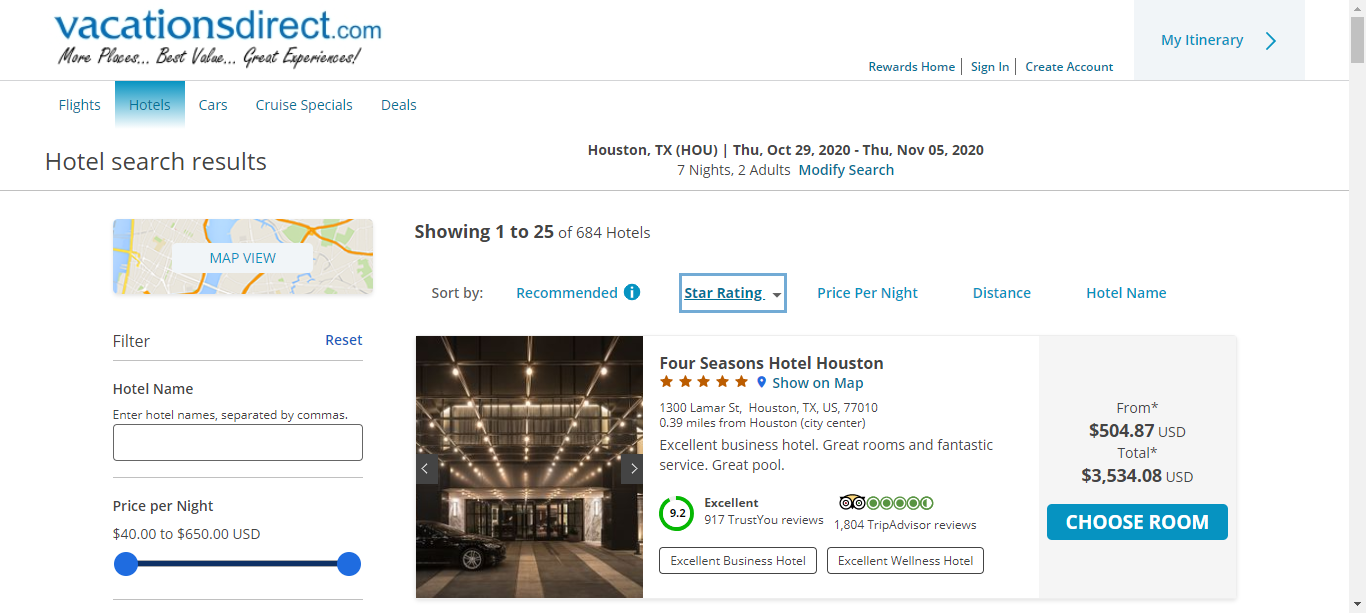 vacationsdirect.com
More Places... Best Value... Great Experiences!
My Itinerary
Rewards Home
Sign In
Create Account
Flights
Hotels
Cars
Cruise Specials
Deals
Hotel search results
Houston, TX (HOU) | Thu, Oct 29, 2020 - Thu, Nov 05, 2020
7 Nights, 2 Adults Modify Search
MAP VIEW
Showing 1 to 25 of 684 Hotels
Sort by:
Recommended
Star Rating
Price Per Night
Distance
Hotel Name
Filter
Reset
Hotel Name
Enter hotel names, separated by commas.
Price per Night
$40.00 to $650.00 USD
Four Seasons Hotel Houston
Show on Map
1300 Lamar St, Houston, TX, US, 77010
0.39 miles from Houston (city center)
Excellent business hotel. Great rooms and fantastic
service. Great pool.
9.2
Excellent
917 TrustYou reviews
1,804 TripAdvisor reviews
Excellent Business Hotel
Excellent Wellness Hotel
From*
$504.87 USD
Total*
$3,534.08 USD
CHOOSE ROOM